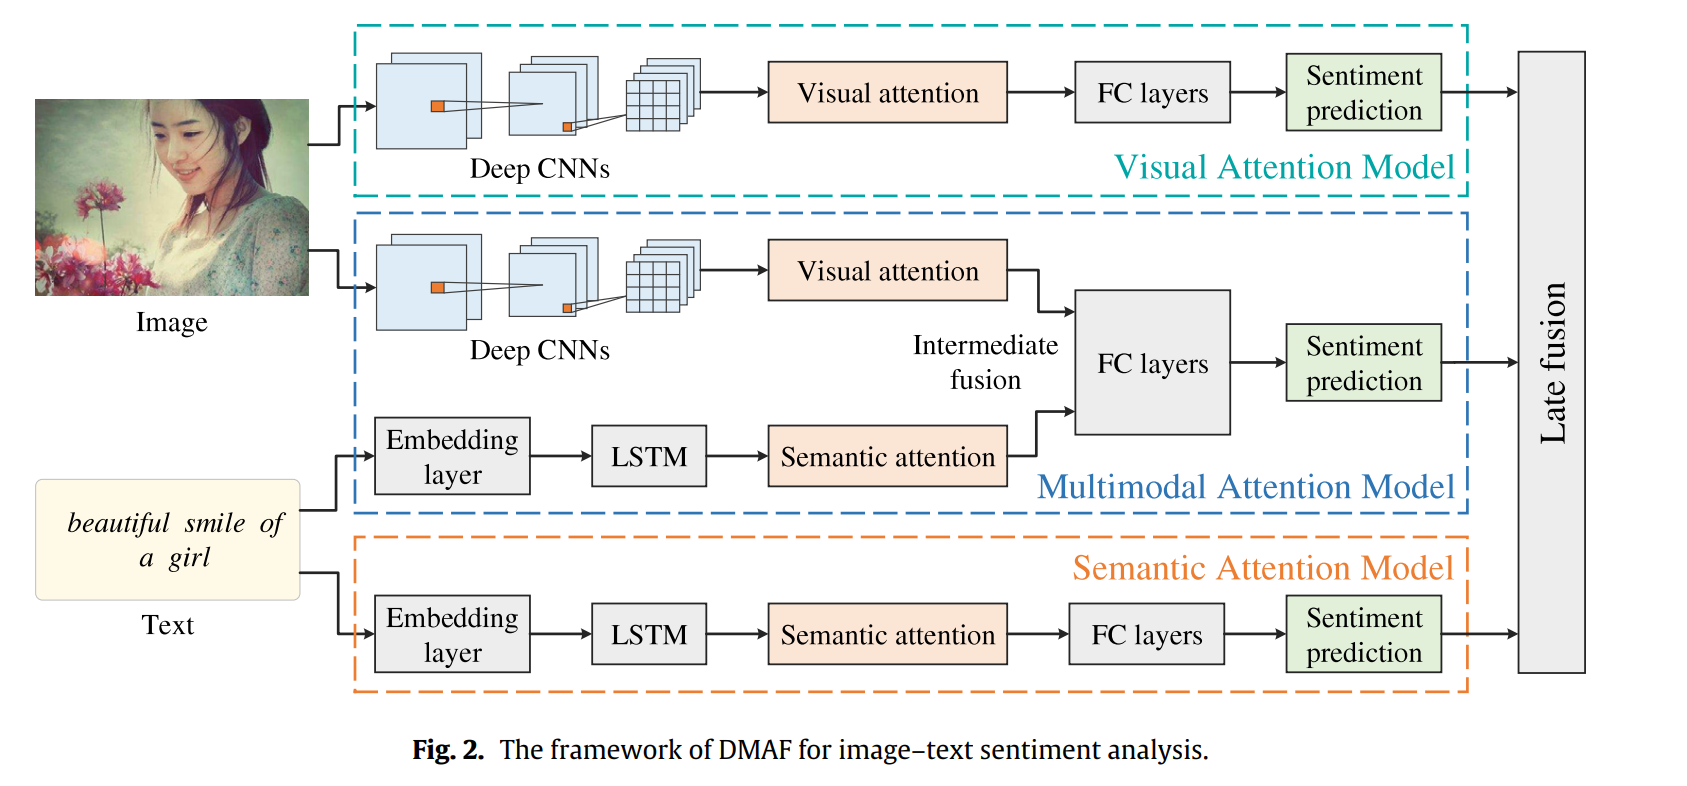 Deep CNNs
Visual attention
FC layers
Sentiment
prediction
Visual Attention Model
Image
Deep CNNs
Visual attention
Intermediate
fusion
FC layers
Sentiment
prediction
Embedding
layer
LSTM
Semantic attention
Multimodal Attention Model
beautiful smile of
a girl
Text
Semantic Attention Model
Embedding
layer
LSTM
Semantic attention
FC layers
Sentiment
prediction
Late fusion
Fig. 2. The framework of DMAF for image–text sentiment analysis.